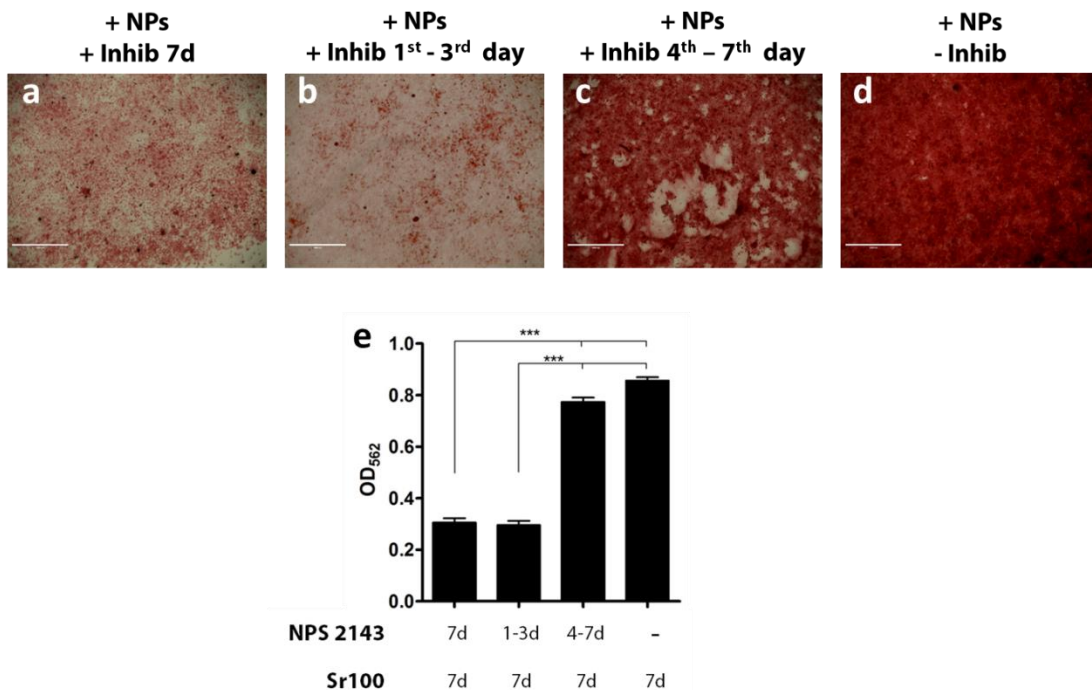 + NPs
+ Inhib 7d
+ NPs
+ Inhib 1st - 3rd day
+ NPs
+ Inhib 4th – 7th day
+ NPs
- Inhib
a
b
c
d
e
***
***
1.0
0.8
0.6
0.4
0.2
0.0
OD562
NPS 2143 7d 1-3d 4-7d –
Sr100 7d 7d 7d 7d